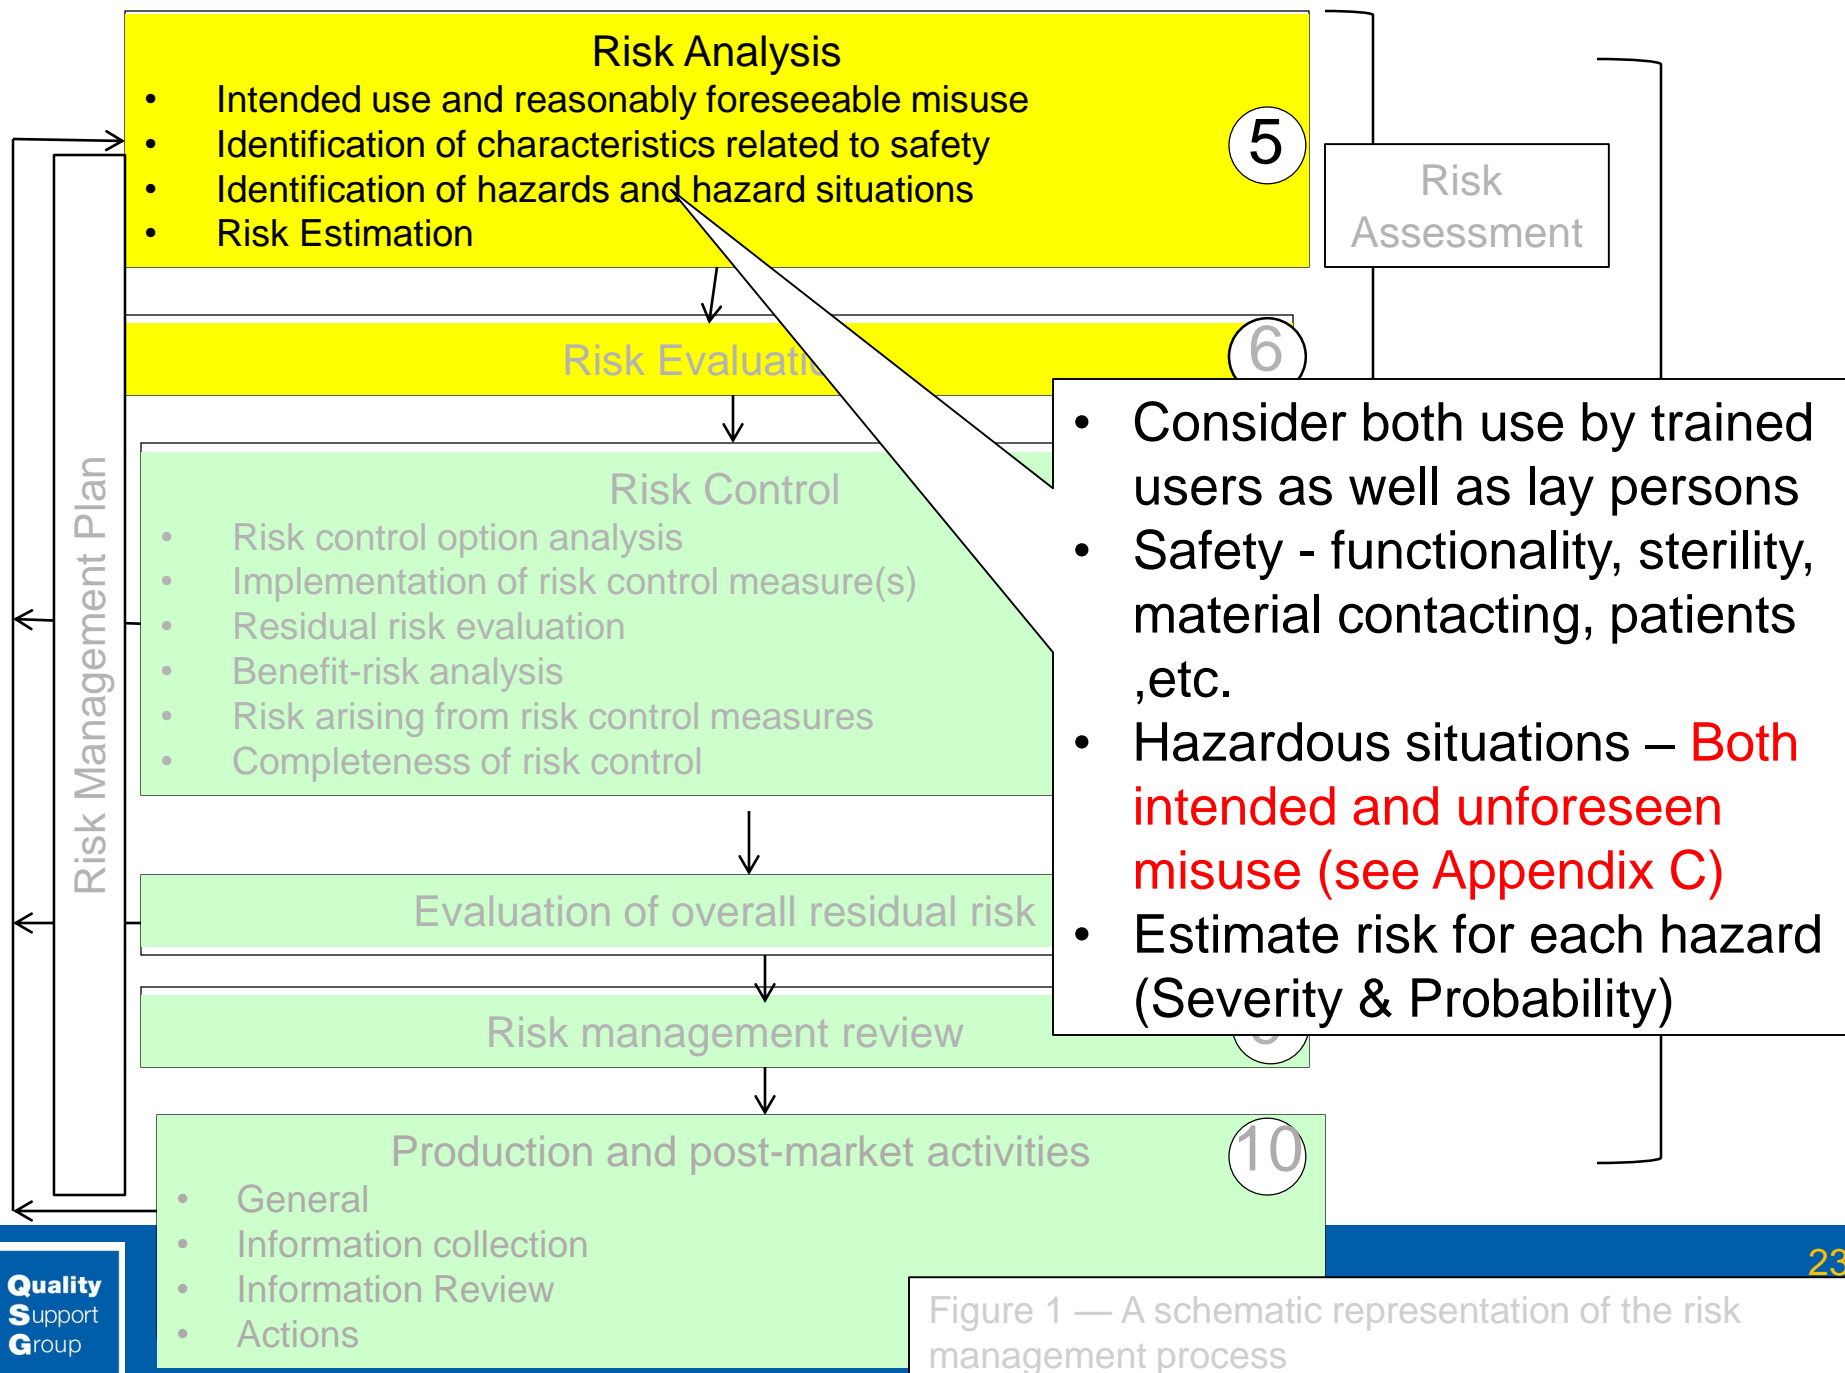 Risk Analysis
• Intended use and reasonably foreseeable misuse
• Identification of characteristics related to safety
• Identification of hazards and hazard situations
• Risk Estimation
5
Risk
Assessment
Risk Evaluati
6
Risk Control
• Risk control option analysis
• Implementation of risk control measure(s)
• Residual risk evaluation
• Benefit-risk analysis
• Risk arising from risk control measures
• Completeness of risk control
• Consider both use by trained
users as well as lay persons
• Safety - functionality, sterility,
material contacting, patients
,etc.
• Hazardous situations – Both
intended and unforeseen
misuse (see Appendix C)
• Estimate risk for each hazard
(Severity & Probability)
Risk Management Plan
Evaluation of overall residual risk
Risk management review
Production and post-market activities
10
• General
• Information collection
• Information Review
• Actions
23
Quality
Support
Group
Figure 1 — A schematic representation of the risk
management process